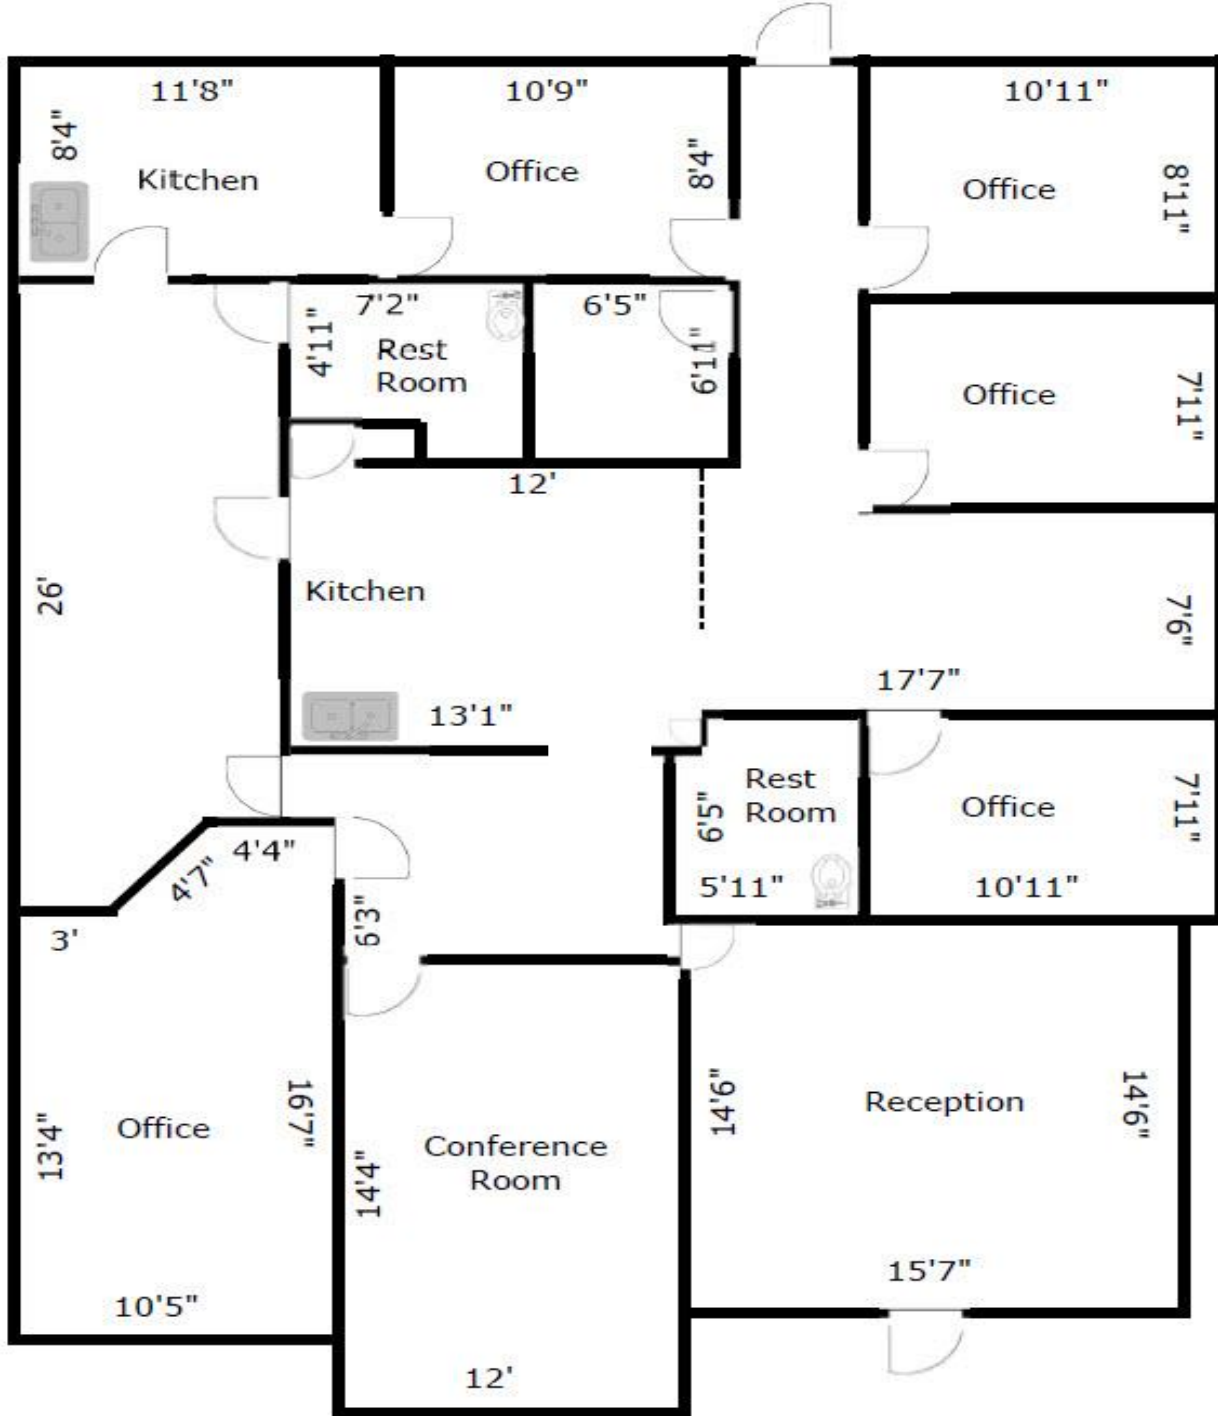 11'8"
10'9"
10'11"
8'4"
Kitchen
Office
8'4"
Office
8'11"
7'2"
6'5"
4'11"
Rest
Room
6'11"
Office
7'11"
12'
26'
Kitchen
7'6"
17'7"
13'1"
Rest
Room
6'5"
Office
7'11"
4'4"
4'7"
5'11"
10'11"
3'
6'3"
13'4"
Office
16'7"
14'4"
Conference
Room
14'6"
Reception
14'6"
15'7"
10'5"
12'